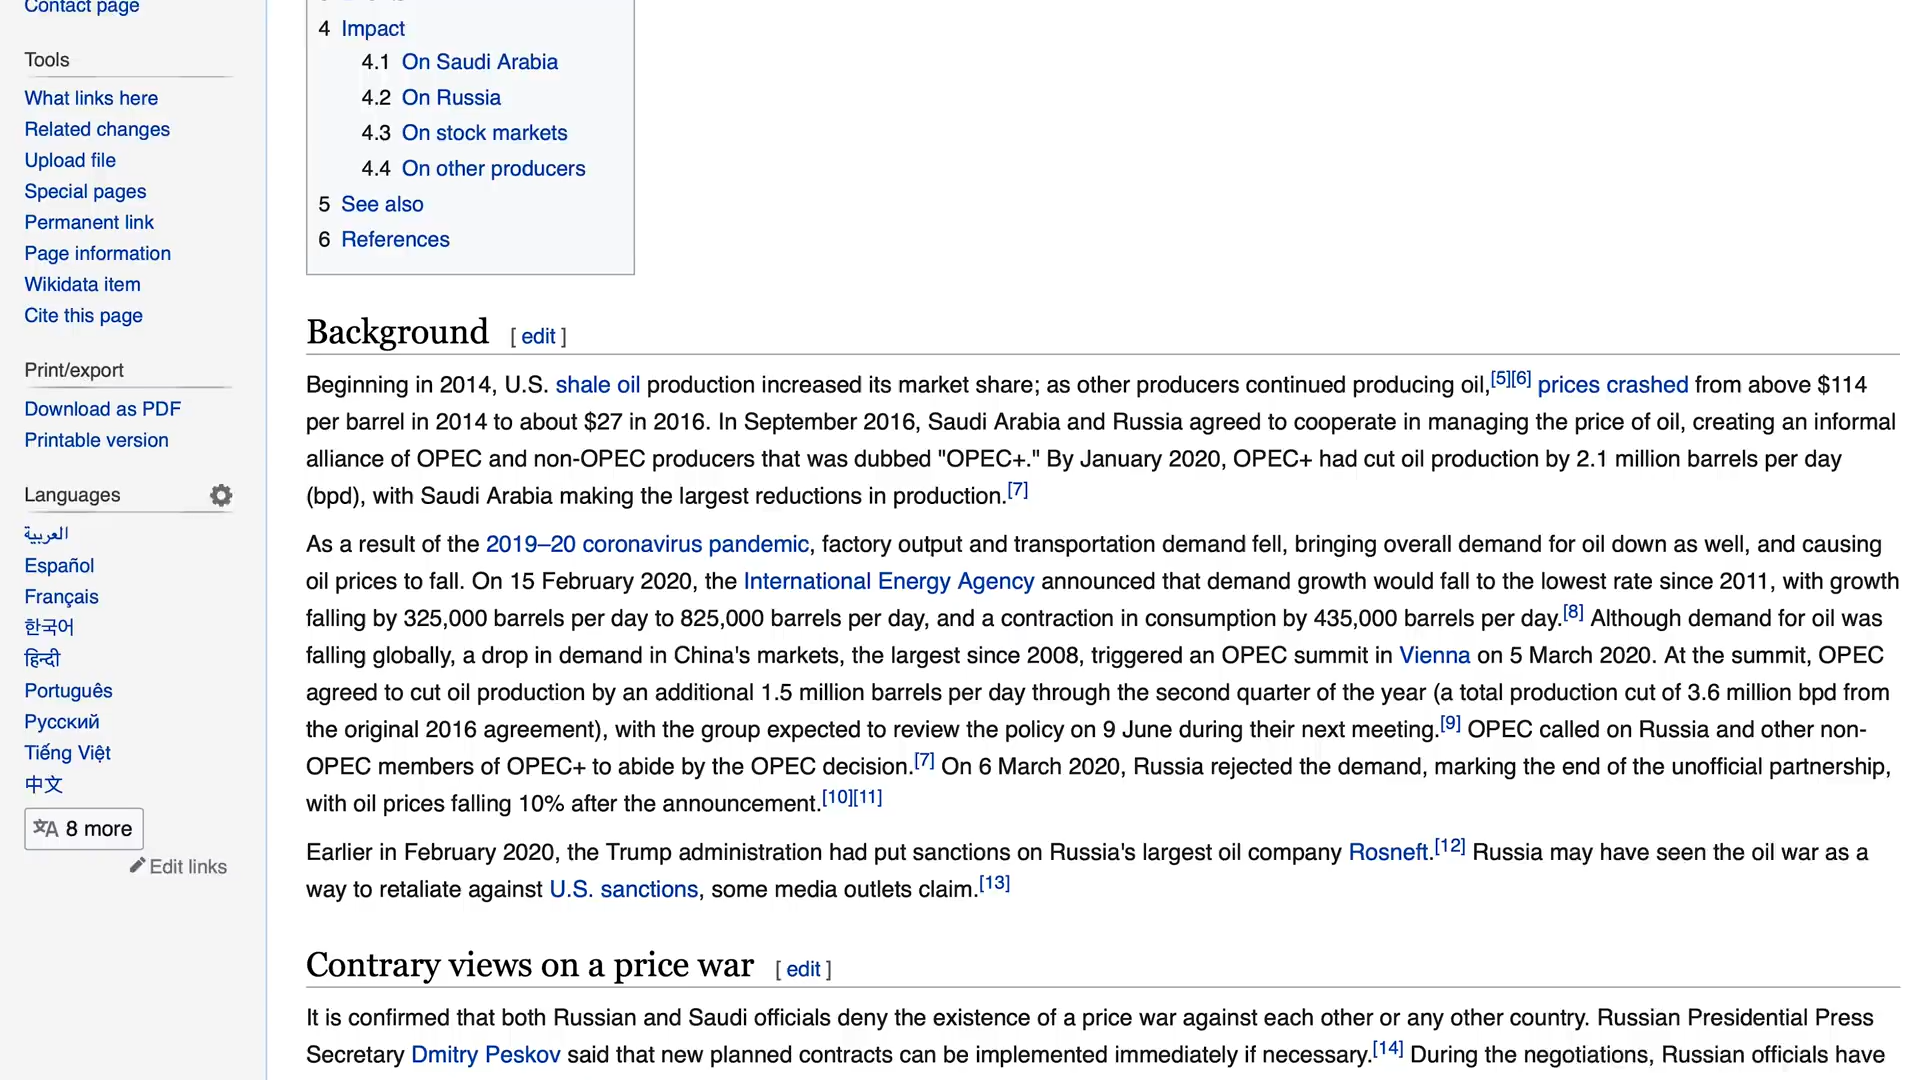 Contact page
Tools
What links here
Related changes
Upload file
Special pages
Permanent link
Page information
Wikidata item
Cite this page
Print/export
Download as PDF
Printable version
Languages
العربية
Español
Français
한국어
हिन्दी
Português
Русский
Tiếng Việt
中文
8 more
Edit links
4 Impact
4.1 On Saudi Arabia
4.2 On Russia
4.3 On stock markets
4.4 On other producers
5 See also
6 References
Background [ edit ]
Beginning in 2014, U.S. shale oil production increased its market share; as other producers continued producing oil,[5][6] prices crashed from above $114
per barrel in 2014 to about $27 in 2016. In September 2016, Saudi Arabia and Russia agreed to cooperate in managing the price of oil, creating an informal
alliance of OPEC and non-OPEC producers that was dubbed "OPEC+." By January 2020, OPEC+ had cut oil production by 2.1 million barrels per day
(bpd), with Saudi Arabia making the largest reductions in production.[7]
As a result of the 2019–20 coronavirus pandemic, factory output and transportation demand fell, bringing overall demand for oil down as well, and causing
oil prices to fall. On 15 February 2020, the International Energy Agency announced that demand growth would fall to the lowest rate since 2011, with growth
falling by 325,000 barrels per day to 825,000 barrels per day, and a contraction in consumption by 435,000 barrels per day.[8] Although demand for oil was
falling globally, a drop in demand in China's markets, the largest since 2008, triggered an OPEC summit in Vienna on 5 March 2020. At the summit, OPEC
agreed to cut oil production by an additional 1.5 million barrels per day through the second quarter of the year (a total production cut of 3.6 million bpd from
the original 2016 agreement), with the group expected to review the policy on 9 June during their next meeting.[9] OPEC called on Russia and other non-
OPEC members of OPEC+ to abide by the OPEC decision.[7] On 6 March 2020, Russia rejected the demand, marking the end of the unofficial partnership,
with oil prices falling 10% after the announcement.[10][11]
Earlier in February 2020, the Trump administration had put sanctions on Russia's largest oil company Rosneft.[12] Russia may have seen the oil war as a
way to retaliate against U.S. sanctions, some media outlets claim.[13]
Contrary views on a price war [ edit ]
It is confirmed that both Russian and Saudi officials deny the existence of a price war against each other or any other country. Russian Presidential Press
Secretary Dmitry Peskov said that new planned contracts can be implemented immediately if necessary.[14] During the negotiations, Russian officials have